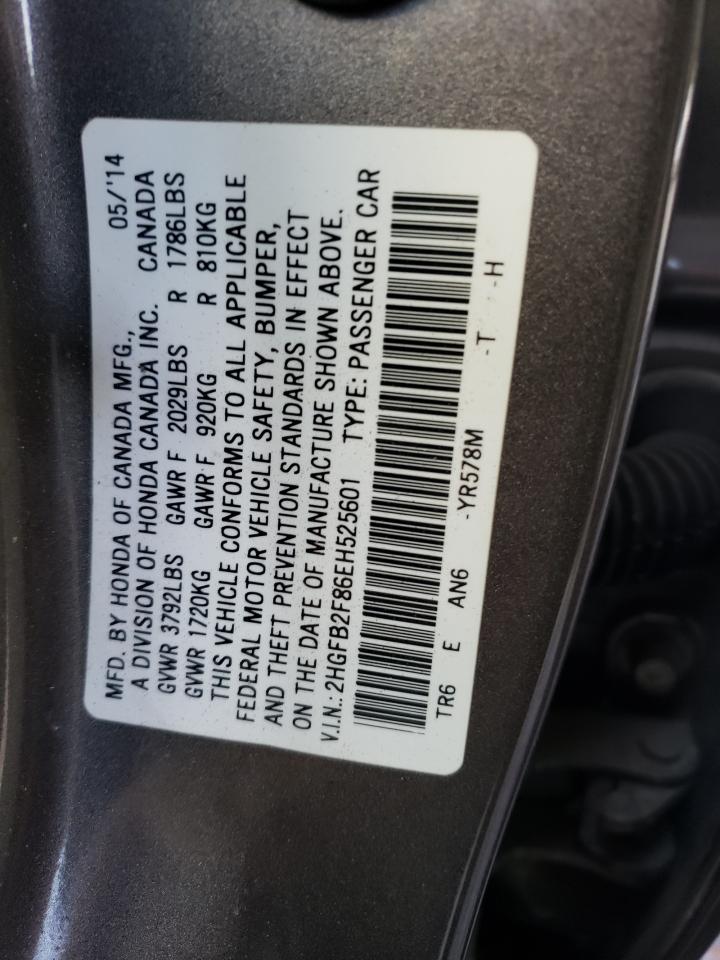 MFD. BY HONDA OF CANADA MFG., 05/'14
A DIVISION OF HONDA CANADA INC. CANADA
GVWR 3792LBS GAWR F 2029LBS R 1786LBS
GVWR 1720KG GAWR F 920KG R 810KG
THIS VEHICLE CONFORMS TO ALL APPLICABLE
FEDERAL MOTOR VEHICLE SAFETY, BUMPER,
AND THEFT PREVENTION STANDARDS IN EFFECT
ON THE DATE OF MANUFACTURE SHOWN ABOVE.
V.I.N.: 2HGFB2F86EH525601 TYPE: PASSENGER CAR
TR6 E AN6 -YR578M -T -H